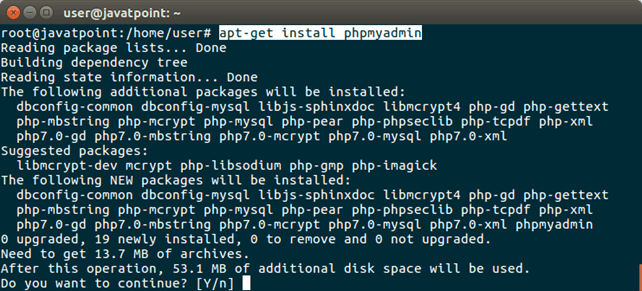 user@javatpoint: ~
root@javatpoint:/home/user# apt-get install phpmyadmin
Reading package lists... Done
Building dependency tree
Reading state information... Done
The following additional packages will be installed:
  dbconfig-common dbconfig-mysql libjs-sphinxdoc libmcrypt4 php-gd php-gettext
  php-mbstring php-mcrypt php-mysql php-pear php-phpseclib php-tcpdf php-xml
  php7.0-gd php7.0-mbstring php7.0-mcrypt php7.0-mysql php7.0-xml
Suggested packages:
  libmcrypt-dev mcrypt php-libsodium php-gmp php-imagick
The following NEW packages will be installed:
  dbconfig-common dbconfig-mysql libjs-sphinxdoc libmcrypt4 php-gd php-gettext
  php-mbstring php-mcrypt php-mysql php-pear php-phpseclib php-tcpdf php-xml
  php7.0-gd php7.0-mbstring php7.0-mcrypt php7.0-mysql php7.0-xml phpmyadmin
0 upgraded, 19 newly installed, 0 to remove and 0 not upgraded.
Need to get 13.7 MB of archives.
After this operation, 53.1 MB of additional disk space will be used.
Do you want to continue? [Y/n]